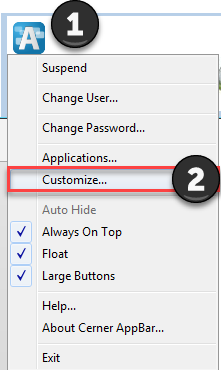 1
A
Suspend
Change User...
Change Password...
Applications...
Customize...
2
Auto Hide
Always On Top
Float
Large Buttons
Help...
About Cerner AppBar...
Exit